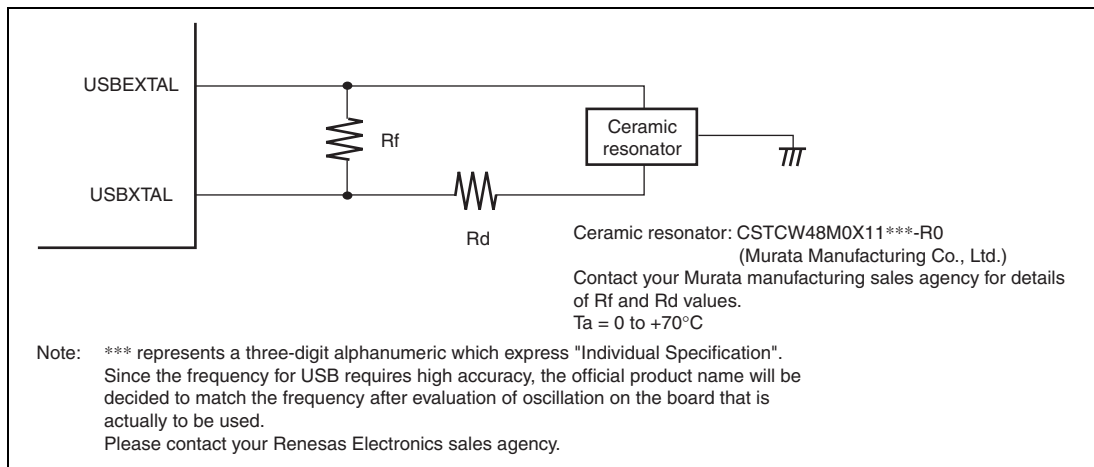 USBEXTAL
Rf
Ceramic
resonator
USBXTAL
Rd
Ceramic resonator: CSTCW48M0X11***-R0
(Murata Manufacturing Co., Ltd.)
Contact your Murata manufacturing sales agency for details
of Rf and Rd values.
Ta = 0 to +70°C
Note: *** represents a three-digit alphanumeric which express "Individual Specification".
Since the frequency for USB requires high accuracy, the official product name will be
decided to match the frequency after evaluation of oscillation on the board that is
actually to be used.
Please contact your Renesas Electronics sales agency.